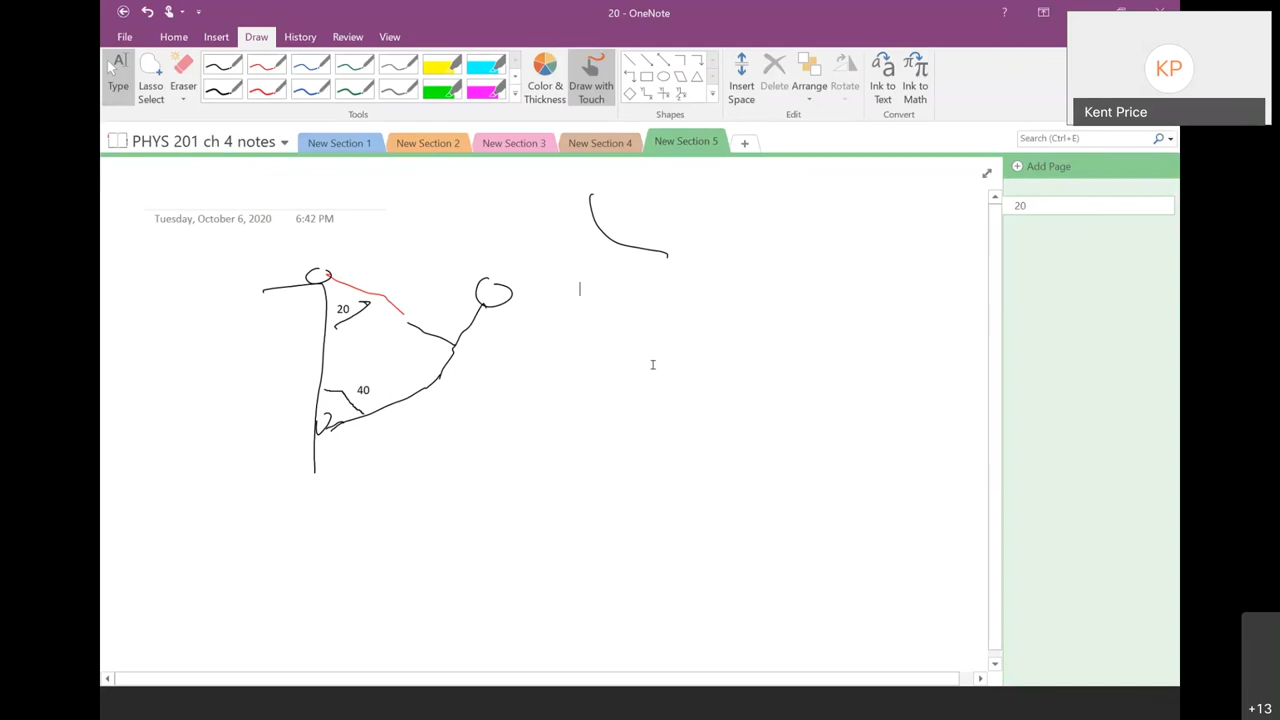 20 - OneNote
?
KP
Kent Price
File
Home
Insert
Draw
History
Review
View
Type
Lasso Select
Eraser
Color & Thickness
Draw with Touch
Insert Space
Delete
Arrange
Rotate
Ink to Text
Ink to Math
Tools
Shapes
Edit
Convert
PHYS 201 ch 4 notes
New Section 1
New Section 2
New Section 3
New Section 4
New Section 5
Search (Ctrl+E)
Add Page
20
Tuesday, October 6, 2020
6:42 PM
20
40
+13